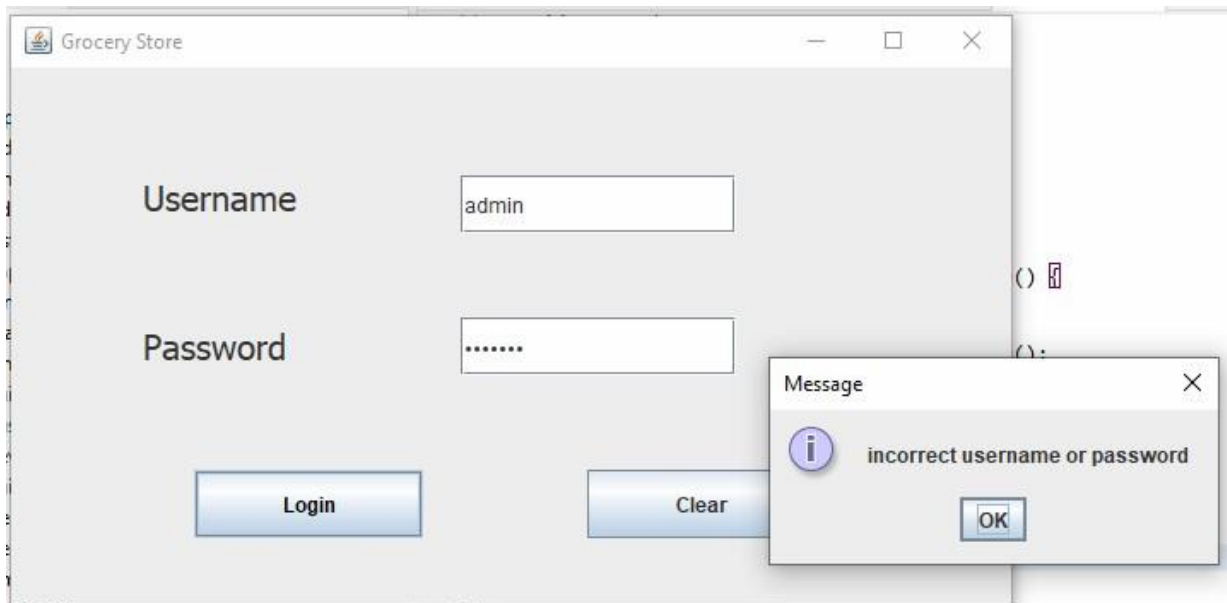 Grocery Store
Username
admin
Password
Login
Clear
() {
();
Message
incorrect username or password
OK